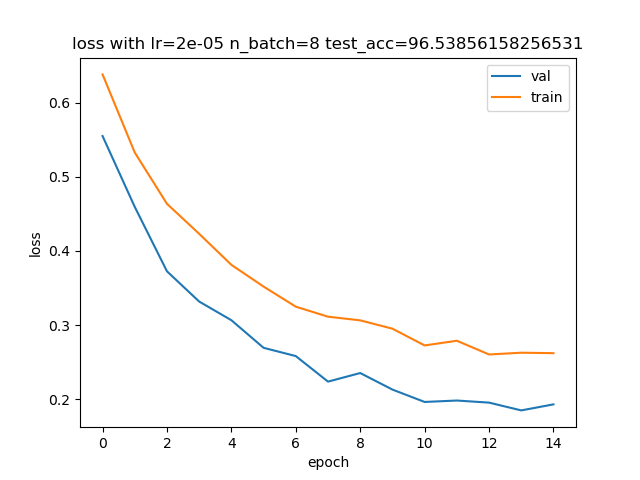 loss with lr=2e-05 n_batch=8 test_acc=96.53856158256531
val
train
loss
0.6
0.5
0.4
0.3
0.2
0 2 4 6 8 10 12 14
epoch